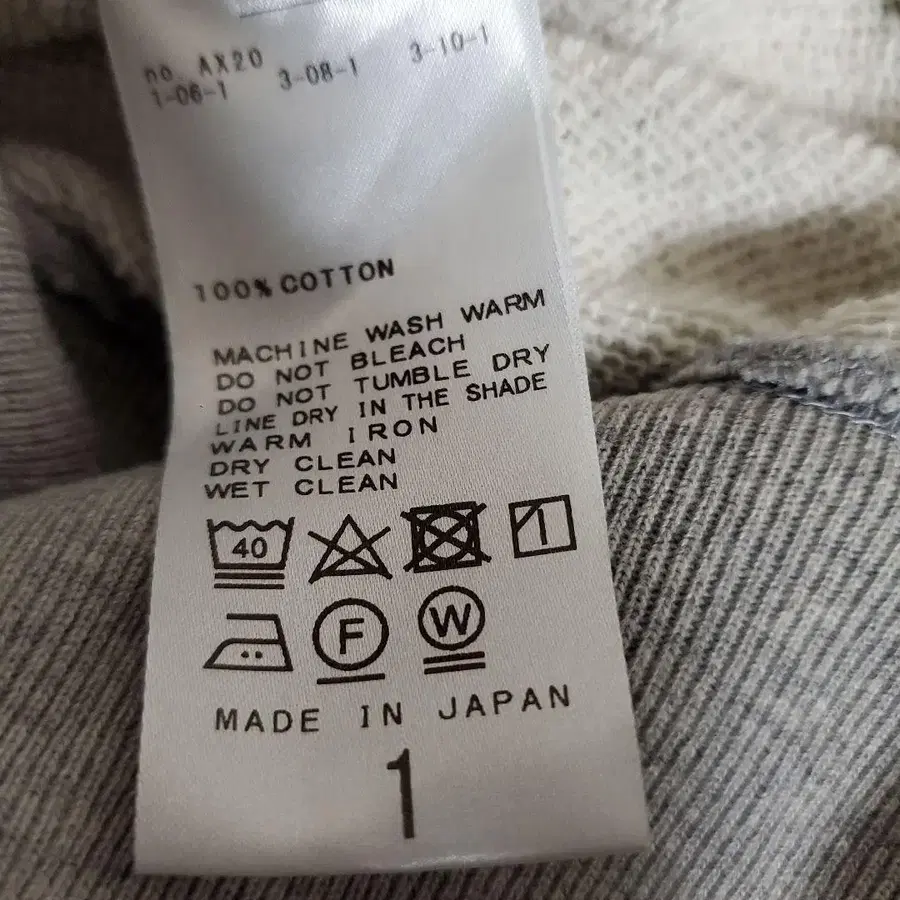 no. AX20
1-06-1 3-08-1 3-10-1
100% COTTON
MACHINE WASH WARM
DO NOT BLEACH
DO NOT TUMBLE DRY
LINE DRY IN THE SHADE
WARM IRON
DRY CLEAN
WET CLEAN
40
F W
MADE IN JAPAN
1